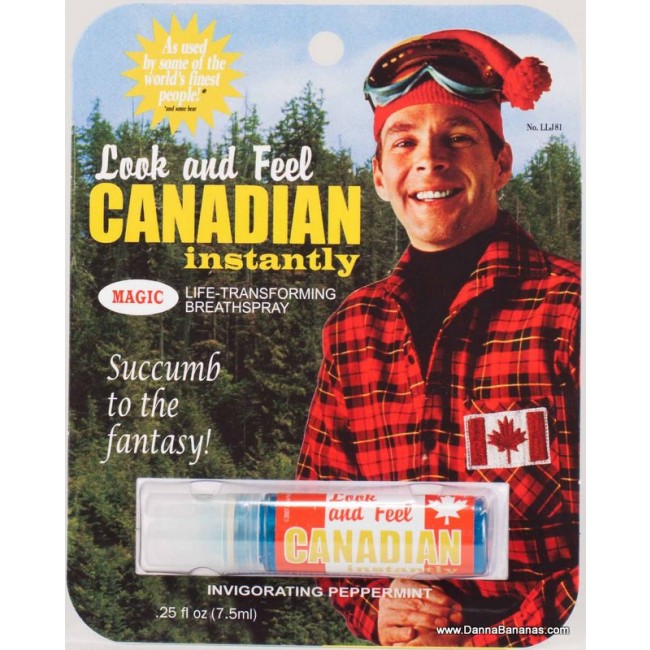 As used
by some of the
world's finest
people!*
*and some bear
No. LLJ81
Look and Feel
CANADIAN
instantly
MAGIC
LIFE-TRANSFORMING
BREATHSPRAY
Succumb
to the
fantasy!
Look
and Feel
CANADIAN
instantly
INVIGORATING PEPPERMINT
.25 fl oz (7.5ml)
www.DannaBananas.com